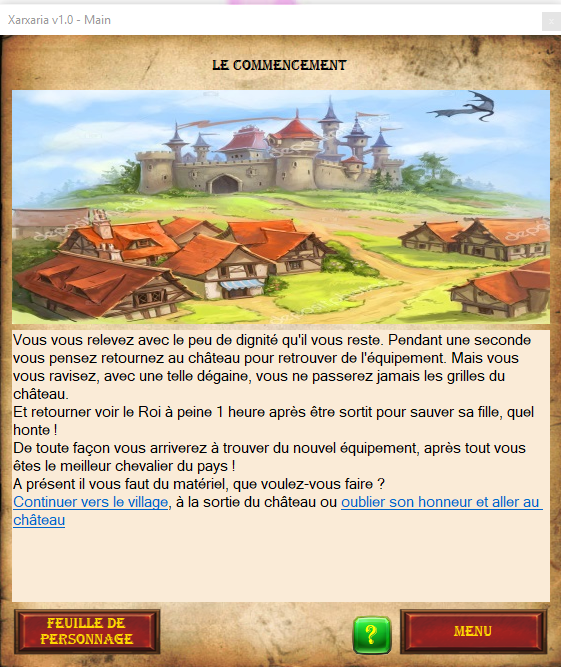 Xarxaria v1.0 - Main
x
LE COMMENCEMENT
Vous vous relevez avec le peu de dignité qu'il vous reste. Pendant une seconde
vous pensez retournez au château pour retrouver de l'équipement. Mais vous
vous ravisez, avec une telle dégaine, vous ne passerez jamais les grilles du
château.
Et retourner voir le Roi à peine 1 heure après être sortit pour sauver sa fille, quel
honte !
De toute façon vous arriverez à trouver du nouvel équipement, après tout vous
êtes le meilleur chevalier du pays !
A présent il vous faut du matériel, que voulez-vous faire ?
Continuer vers le village, à la sortie du château ou oublier son honneur et aller au
château
FEUILLE DE
PERSONNAGE
?
MENU